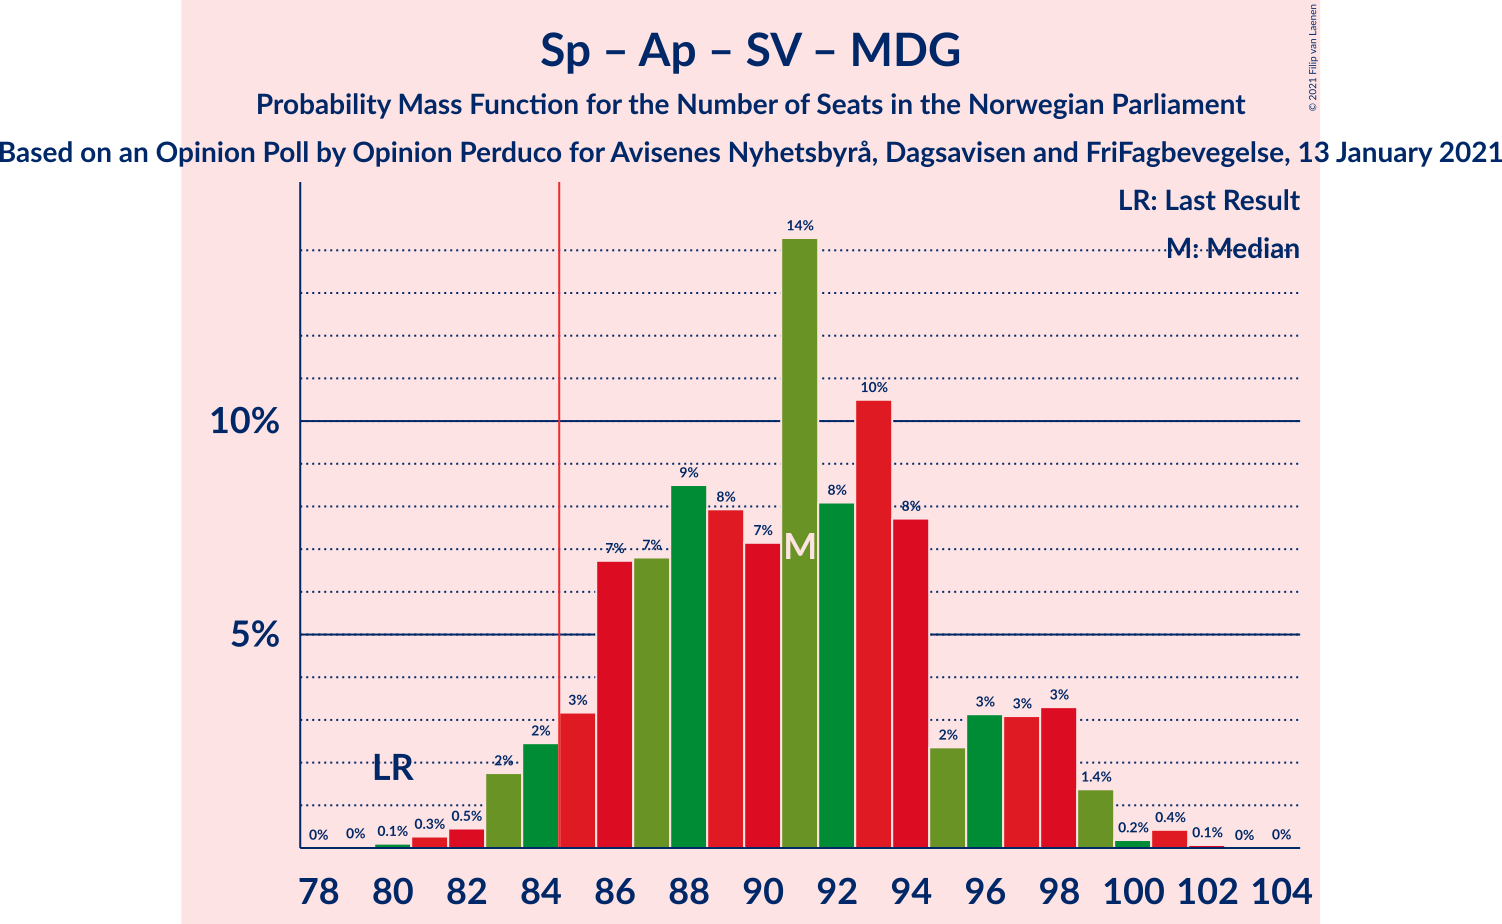 Sp – Ap – SV – MDG
Probability Mass Function for the Number of Seats in the Norwegian Parliament
Based on an Opinion Poll by Opinion Perduco for Avisenes Nyhetsbyrå, Dagsavisen and FriFagbevegelse, 13 January 2021
© 2021 Filip van Laenen
LR: Last Result
M: Median
10%
5%
0% 0% 0.1% 0.3% 0.5% 2% 2% 3% 7% 7% 9% 8% 7% 14% 8% 10% 8% 2% 3% 3% 3% 1.4% 0.2% 0.4% 0.1% 0% 0%
LR
M
78 80 82 84 86 88 90 92 94 96 98 100 102 104